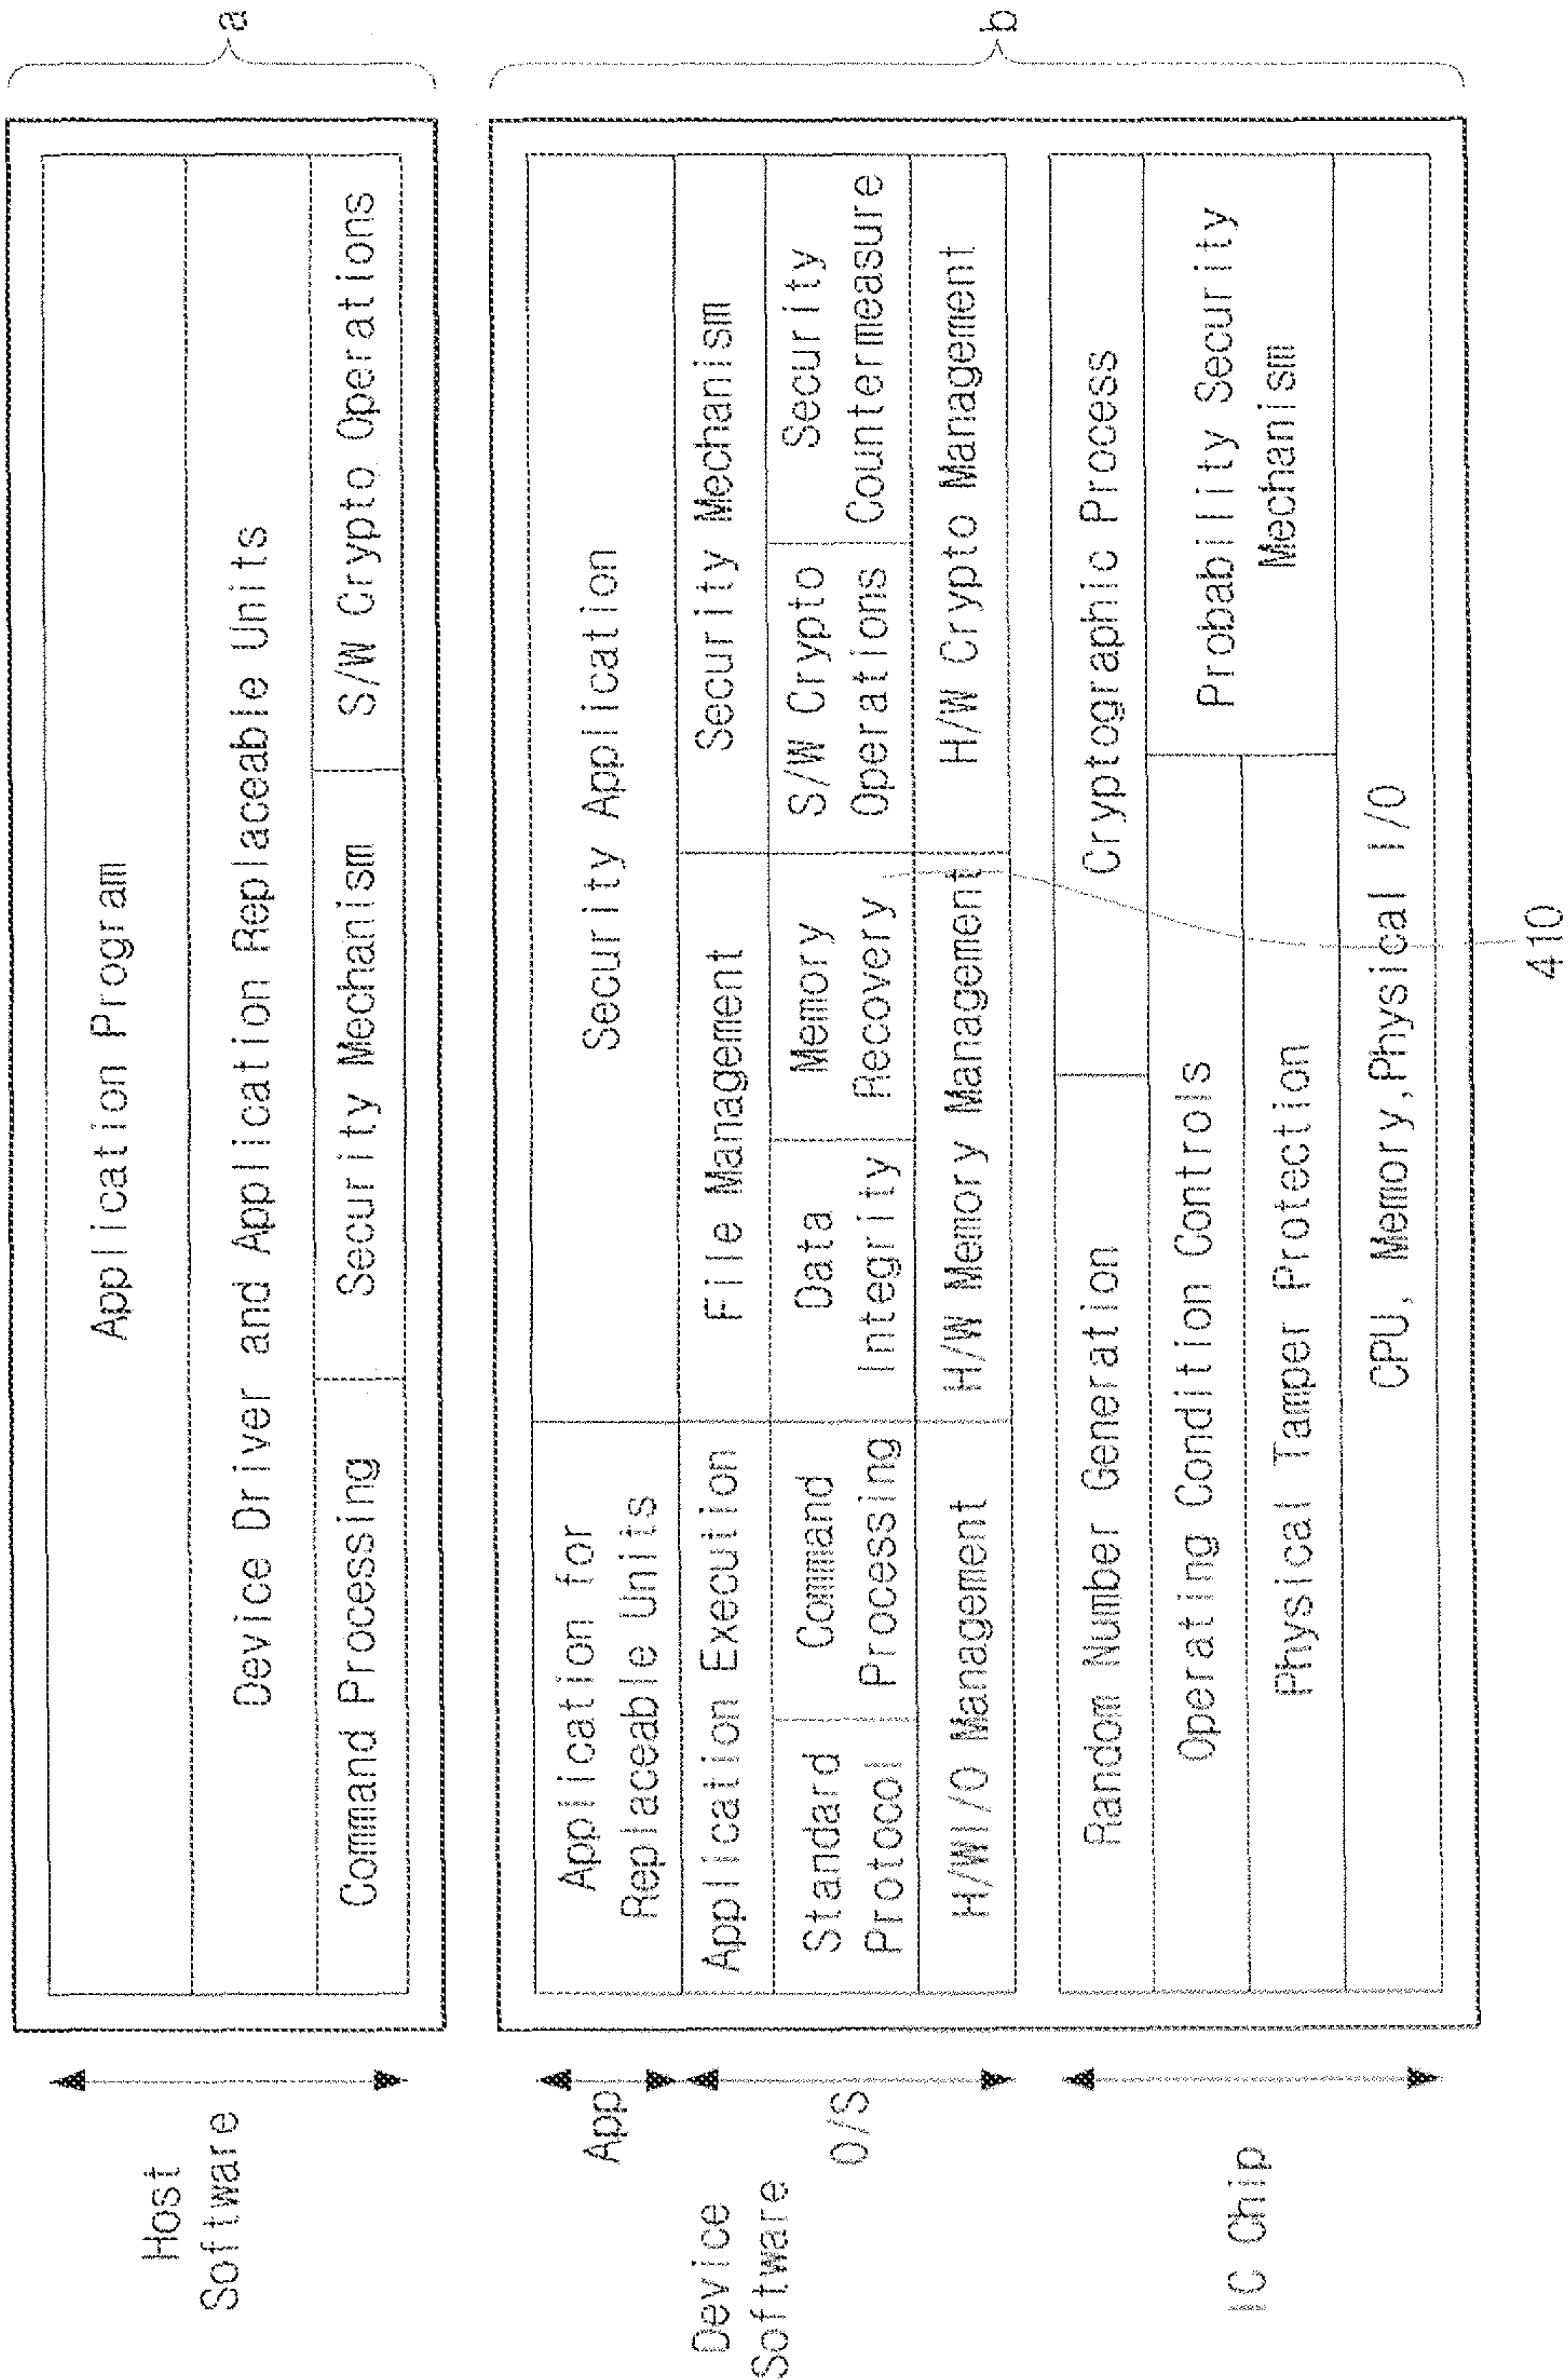 Host
Software
Application Program
Device Driver and Application Replaceable Units
Command Processing
Security Mechanism
S/W Crypto Operations
a
Device
Software
App
O/S
Application for
Replaceable Units
Security Application
Application Execution
File Management
Security Mechanism
Standard
Protocol
Command
Processing
Data
Integrity
Memory
Recovery
S/W Crypto
Operations
Security
Countermeasure
H/WI/O Management
H/W Memory Management
H/W Crypto Management
b
IC Chip
Random Number Generation
Cryptographic Process
Operating Condition Controls
Probability Security
Mechanism
Physical Tamper Protection
CPU, Memory,Physical I/O
410